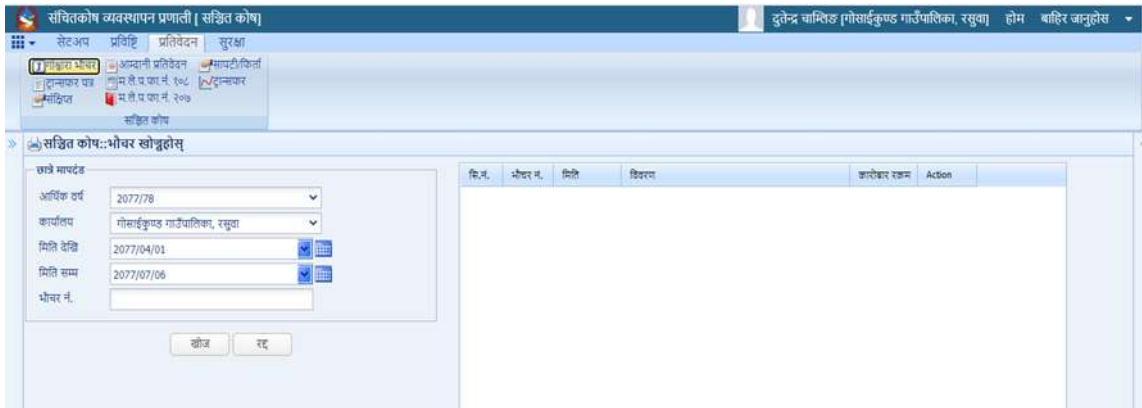 संचितकोष व्यवस्थापन प्रणाली [ सञ्चित कोष] दुतेन्द्र चाम्लिङ [गोसाईकुण्ड गाउँपालिका, रसुवा] होम बाहिर जानुहोस
सेटअप प्रविष्टि प्रतिवेदन सुरक्षा
गोश्वारा भौचर आम्दानी प्रतिवेदन सापटी/फिर्ता
ट्रान्सफर पत्र म.ले.प.फा.नं. १०८ ट्रान्सफर
संक्षिप्त म.ले.प.फा.नं. २०७
सञ्चित कोष
सञ्चित कोष::भौचर खोज्नुहोस्
छान्ने मापदंड
सि.नं. भौचर नं. मिति विवरण कारोबार रकम Action
आर्थिक वर्ष 2077/78
कार्यालय गोसाईकुण्ड गाउँपालिका, रसुवा
मिति देखि 2077/04/01
मिति सम्म 2077/07/06
भौचर नं.
खोज रद्द